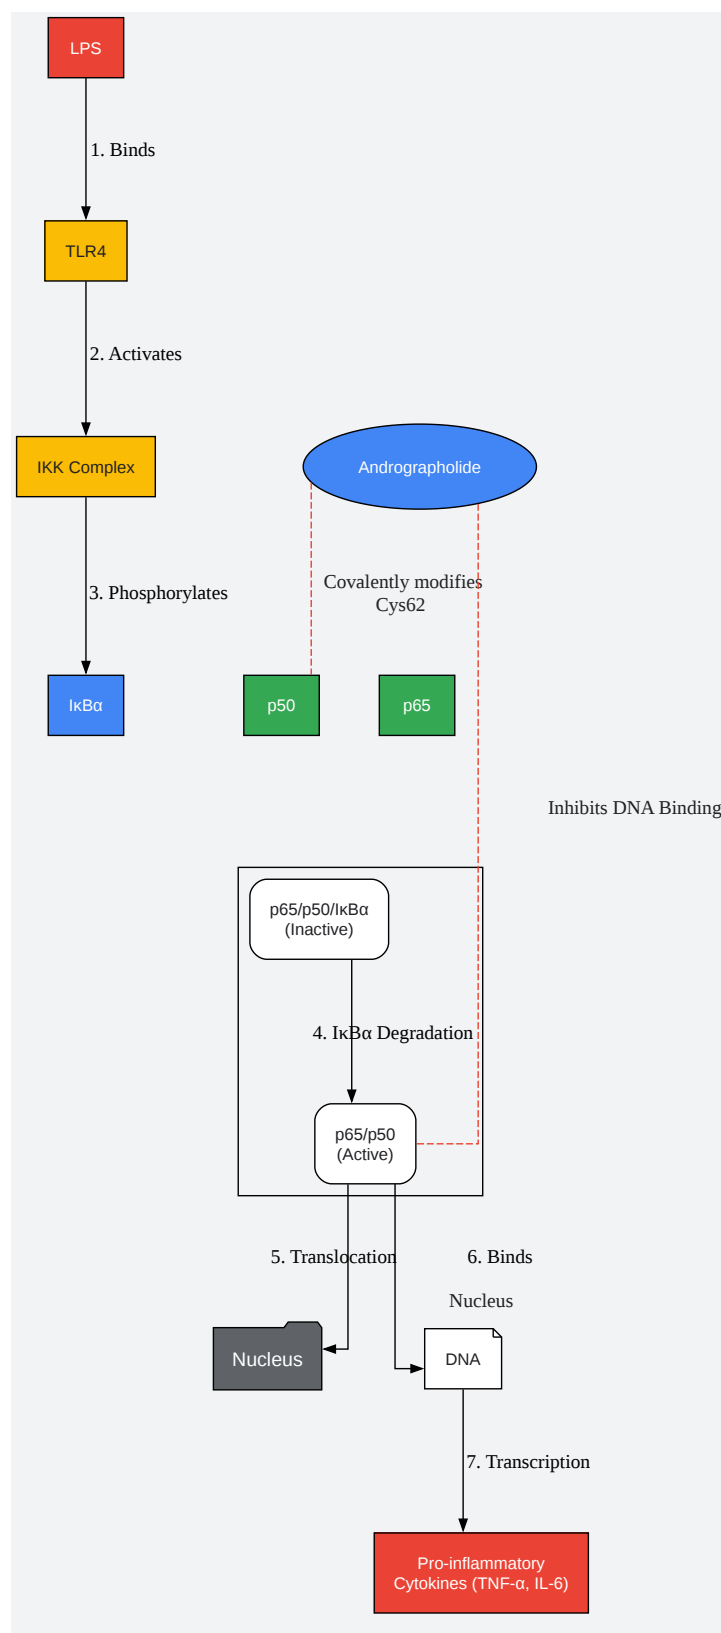 LPS
1. Binds
TLR4
2. Activates
IKK Complex
Andrographolide
Covalently modifies
Cys62
3. Phosphorylates
IκBα
p50
p65
Inhibits DNA Binding
p65/p50/IκBα
(Inactive)
4. IκBα Degradation
p65/p50
(Active)
5. Translocation
6. Binds
Nucleus
Nucleus
DNA
7. Transcription
Pro-inflammatory
Cytokines (TNF-α, IL-6)